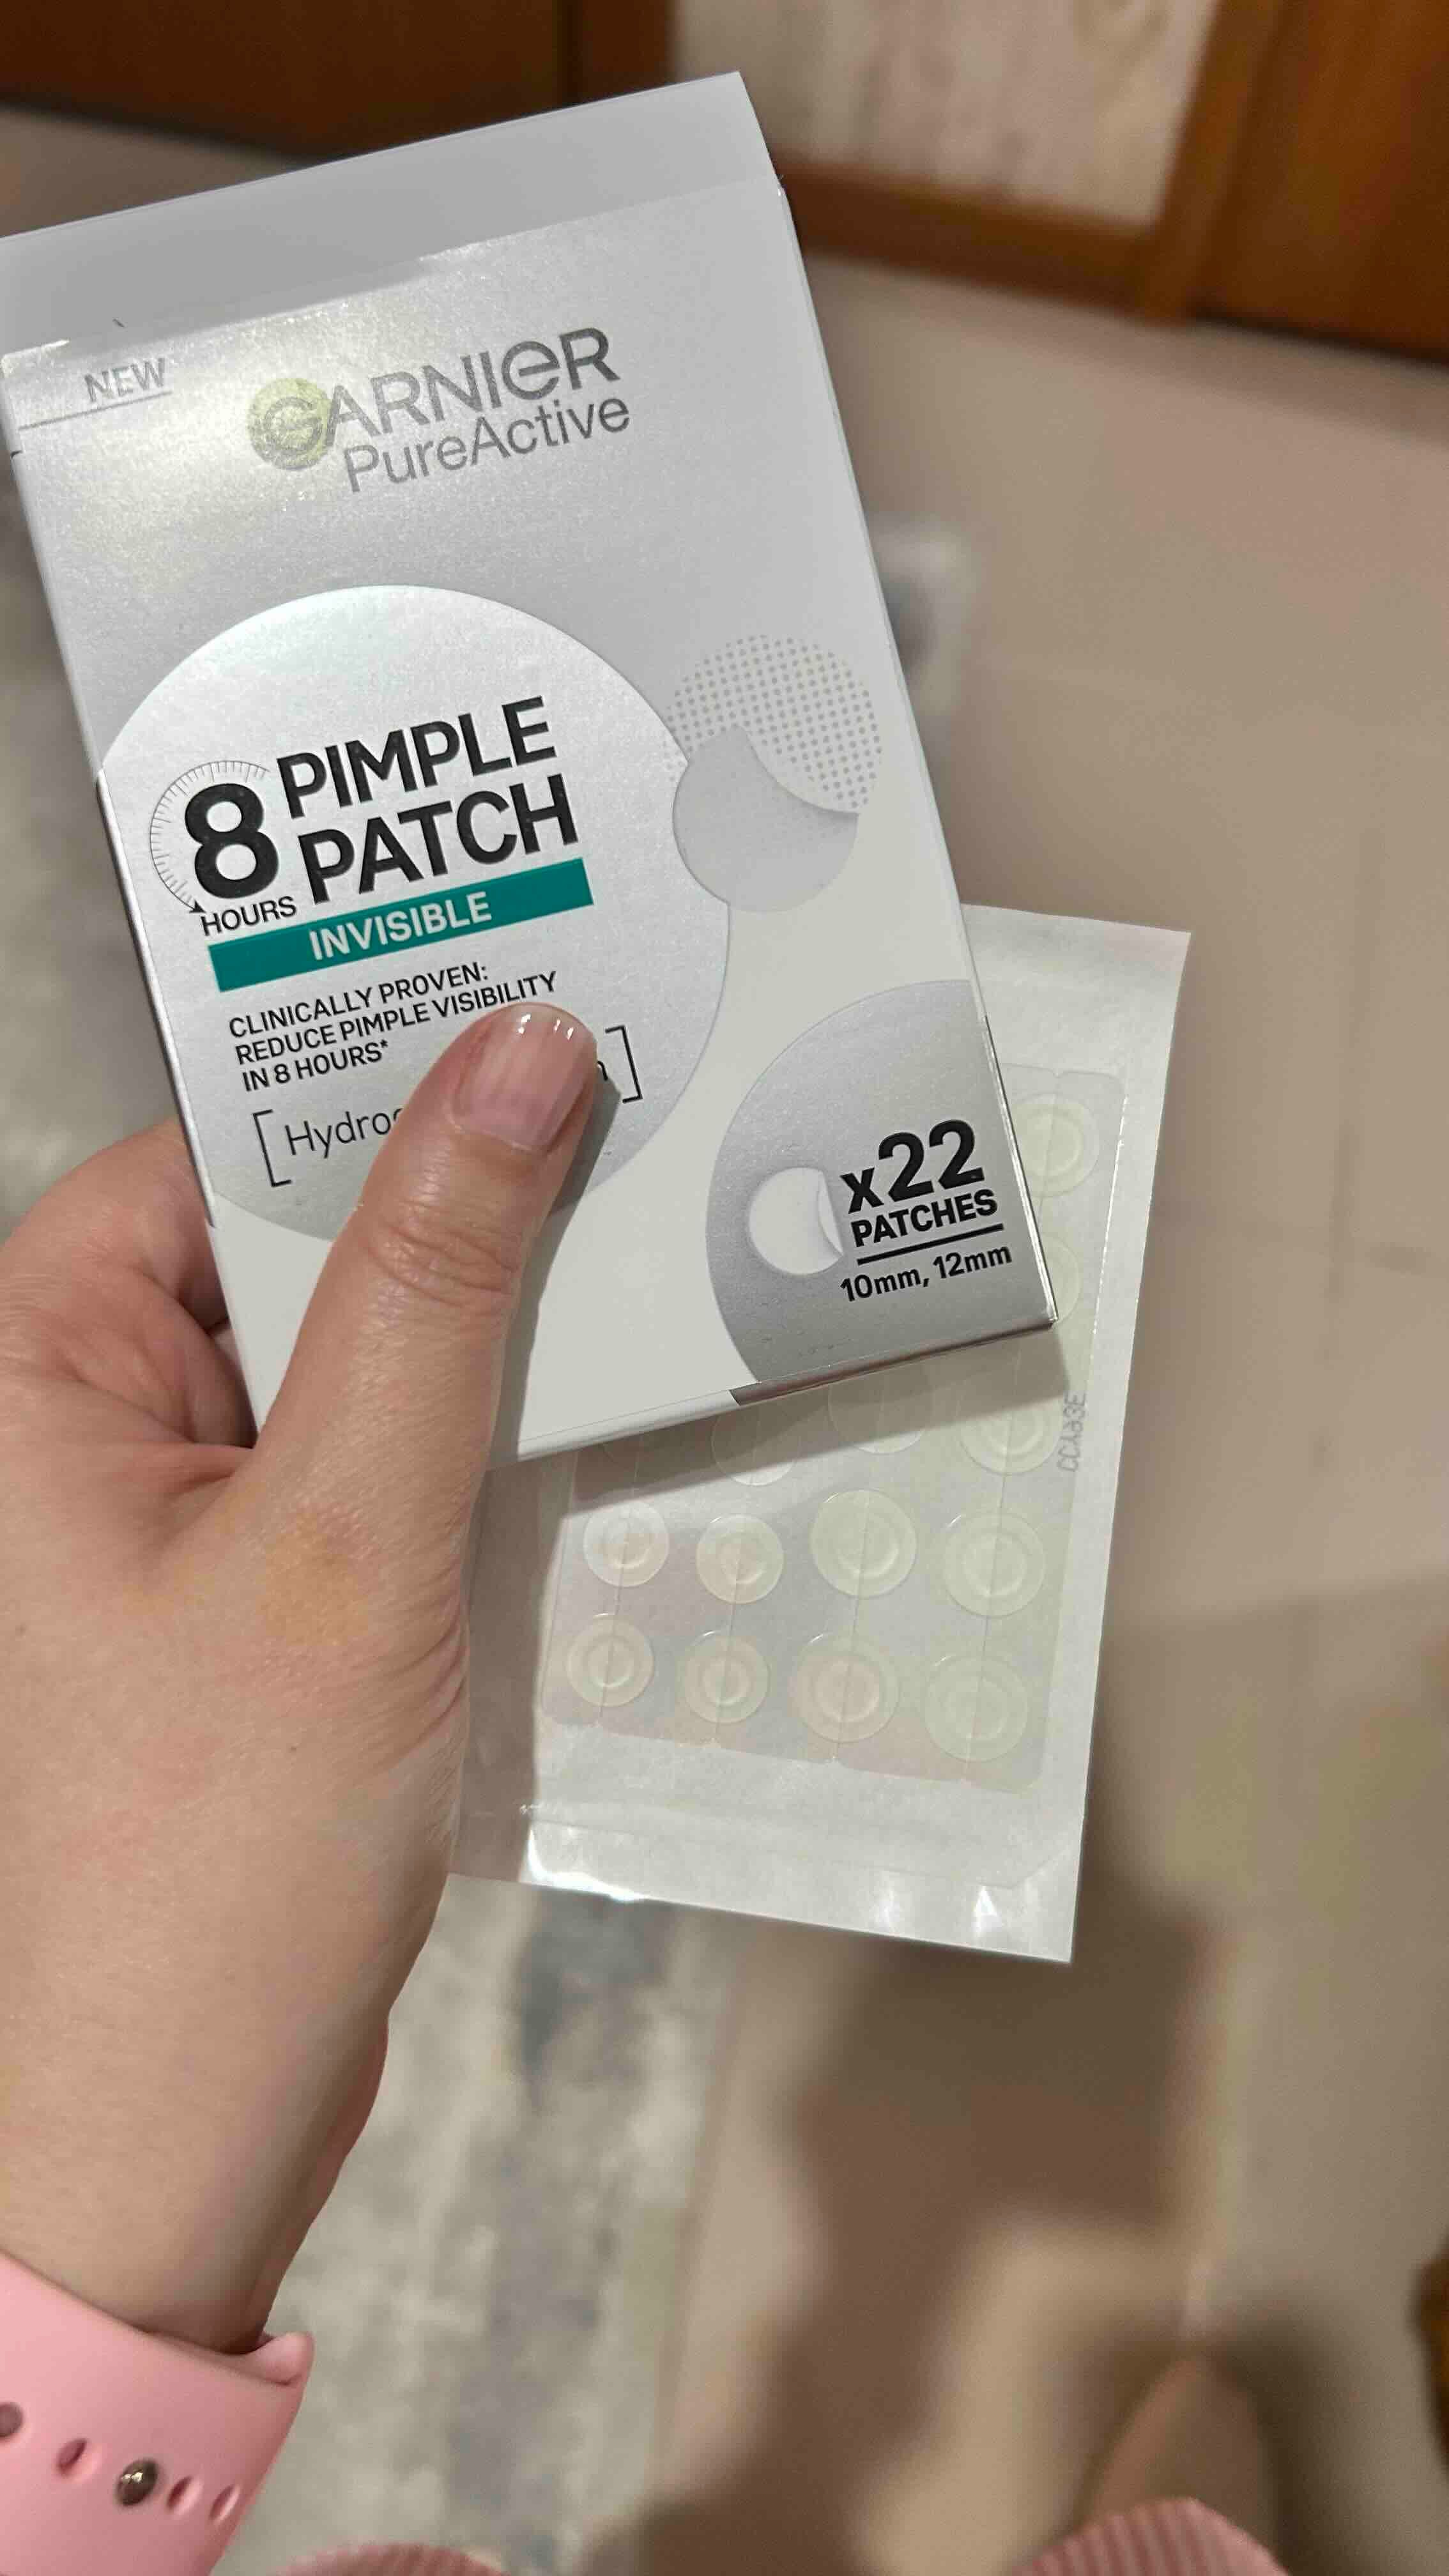 NEW
GARNIER
PureActive
8 HOURS
PIMPLE
PATCH
INVISIBLE
CLINICALLY PROVEN:
REDUCE PIMPLE VISIBILITY
IN 8 HOURS*
x22
PATCHES
10mm, 12mm